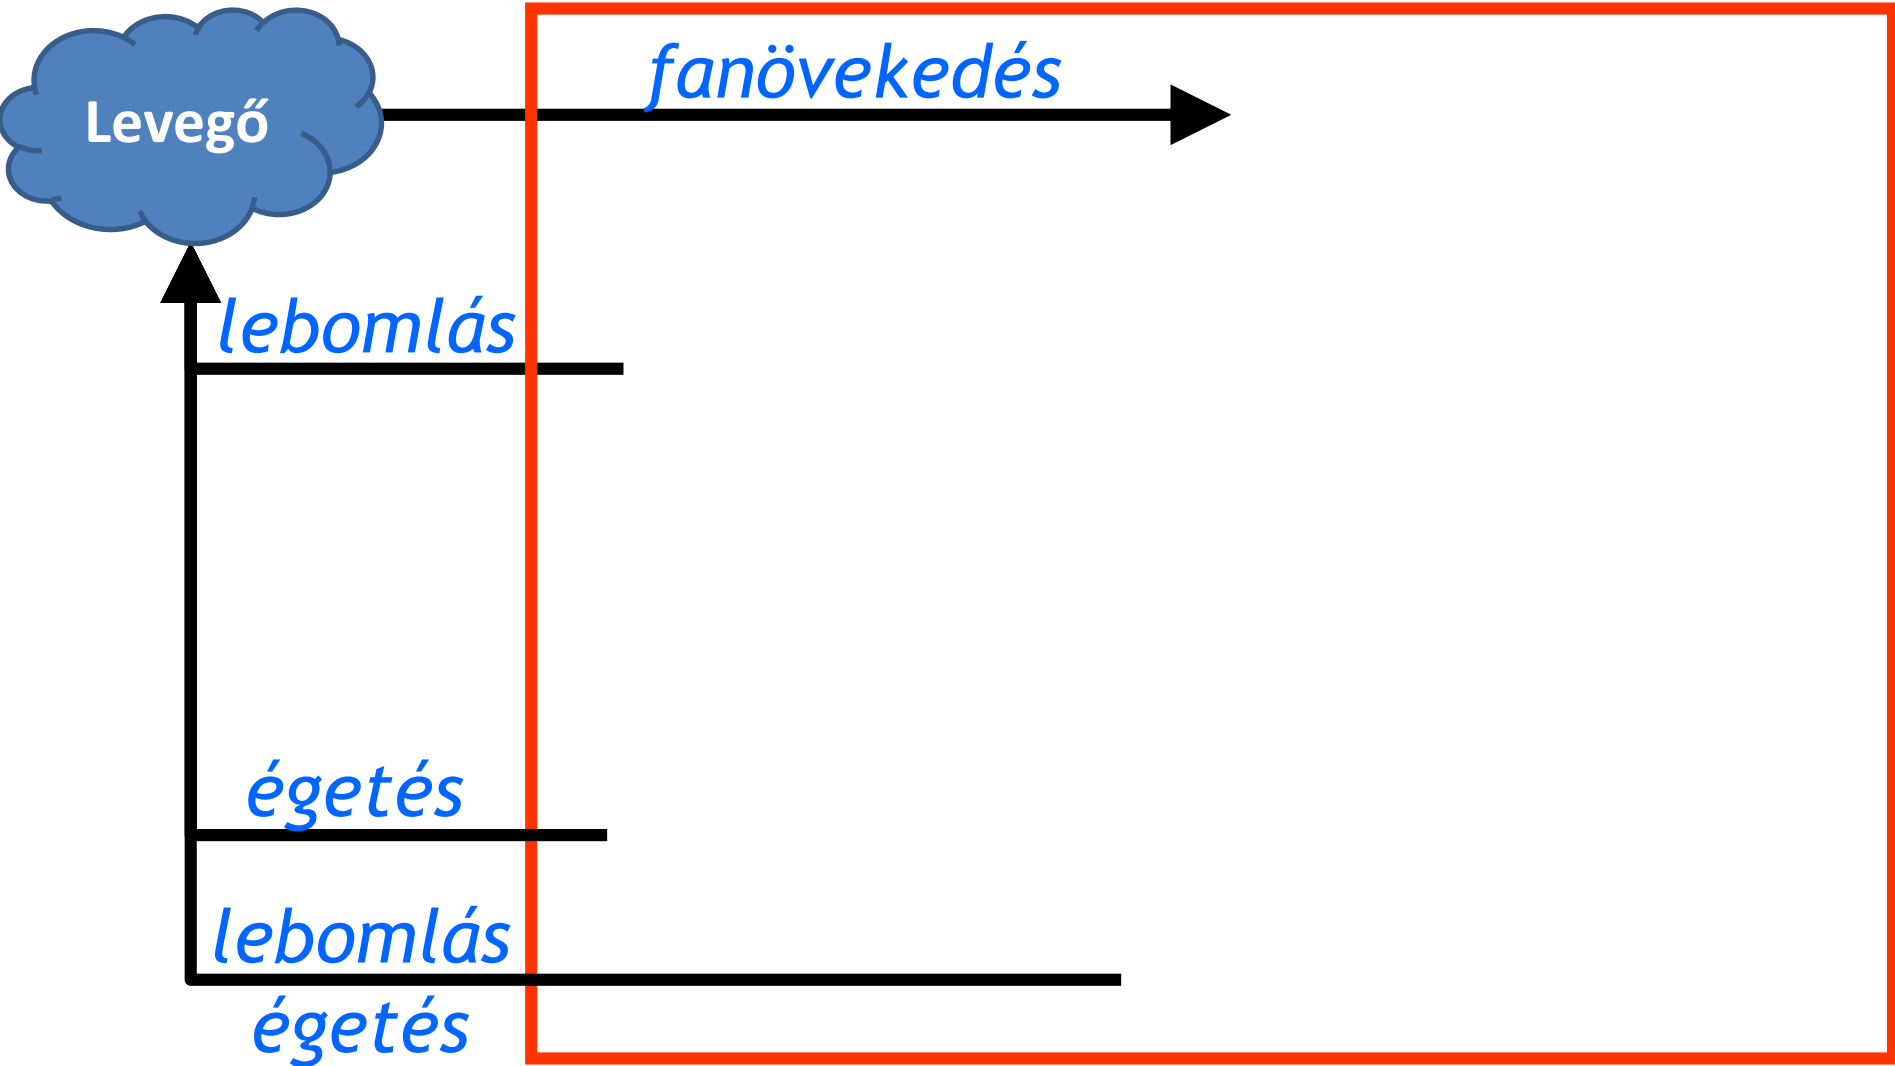 fanövekedés
Levegő
lebomlás
égetés
lebomlás
égetés